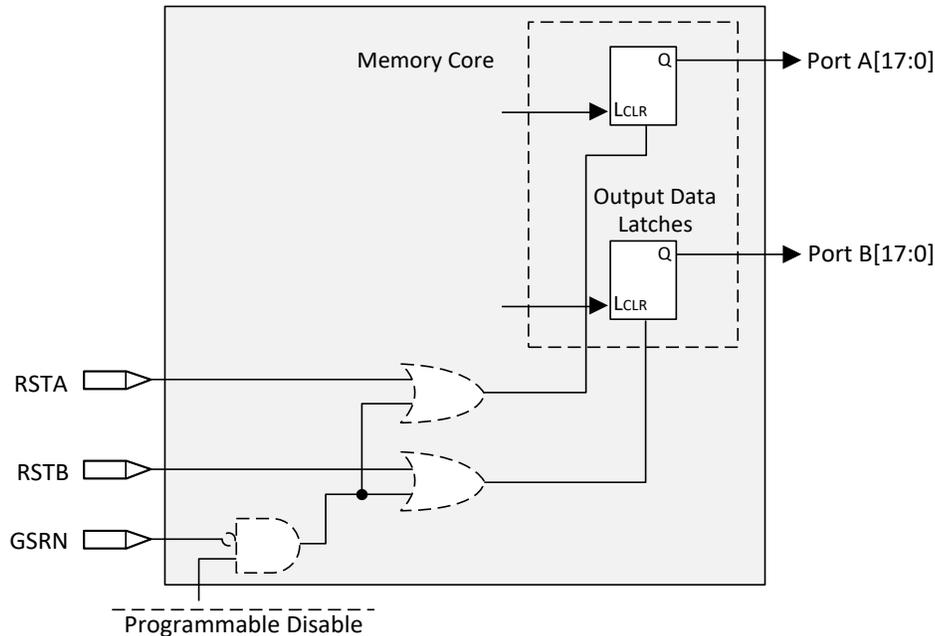 Memory Core
Q
Port A[17:0]
LCLR
Output Data
Latches
Q
Port B[17:0]
LCLR
RSTA
RSTB
GSRN
Programmable Disable